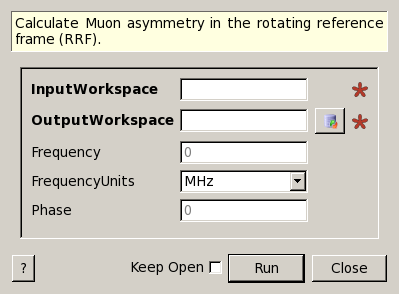 Calculate Muon asymmetry in the rotating reference
frame (RRF).
InputWorkspace *
OutputWorkspace *
Frequency 0
FrequencyUnits MHz
Phase 0
? Keep Open Run Close